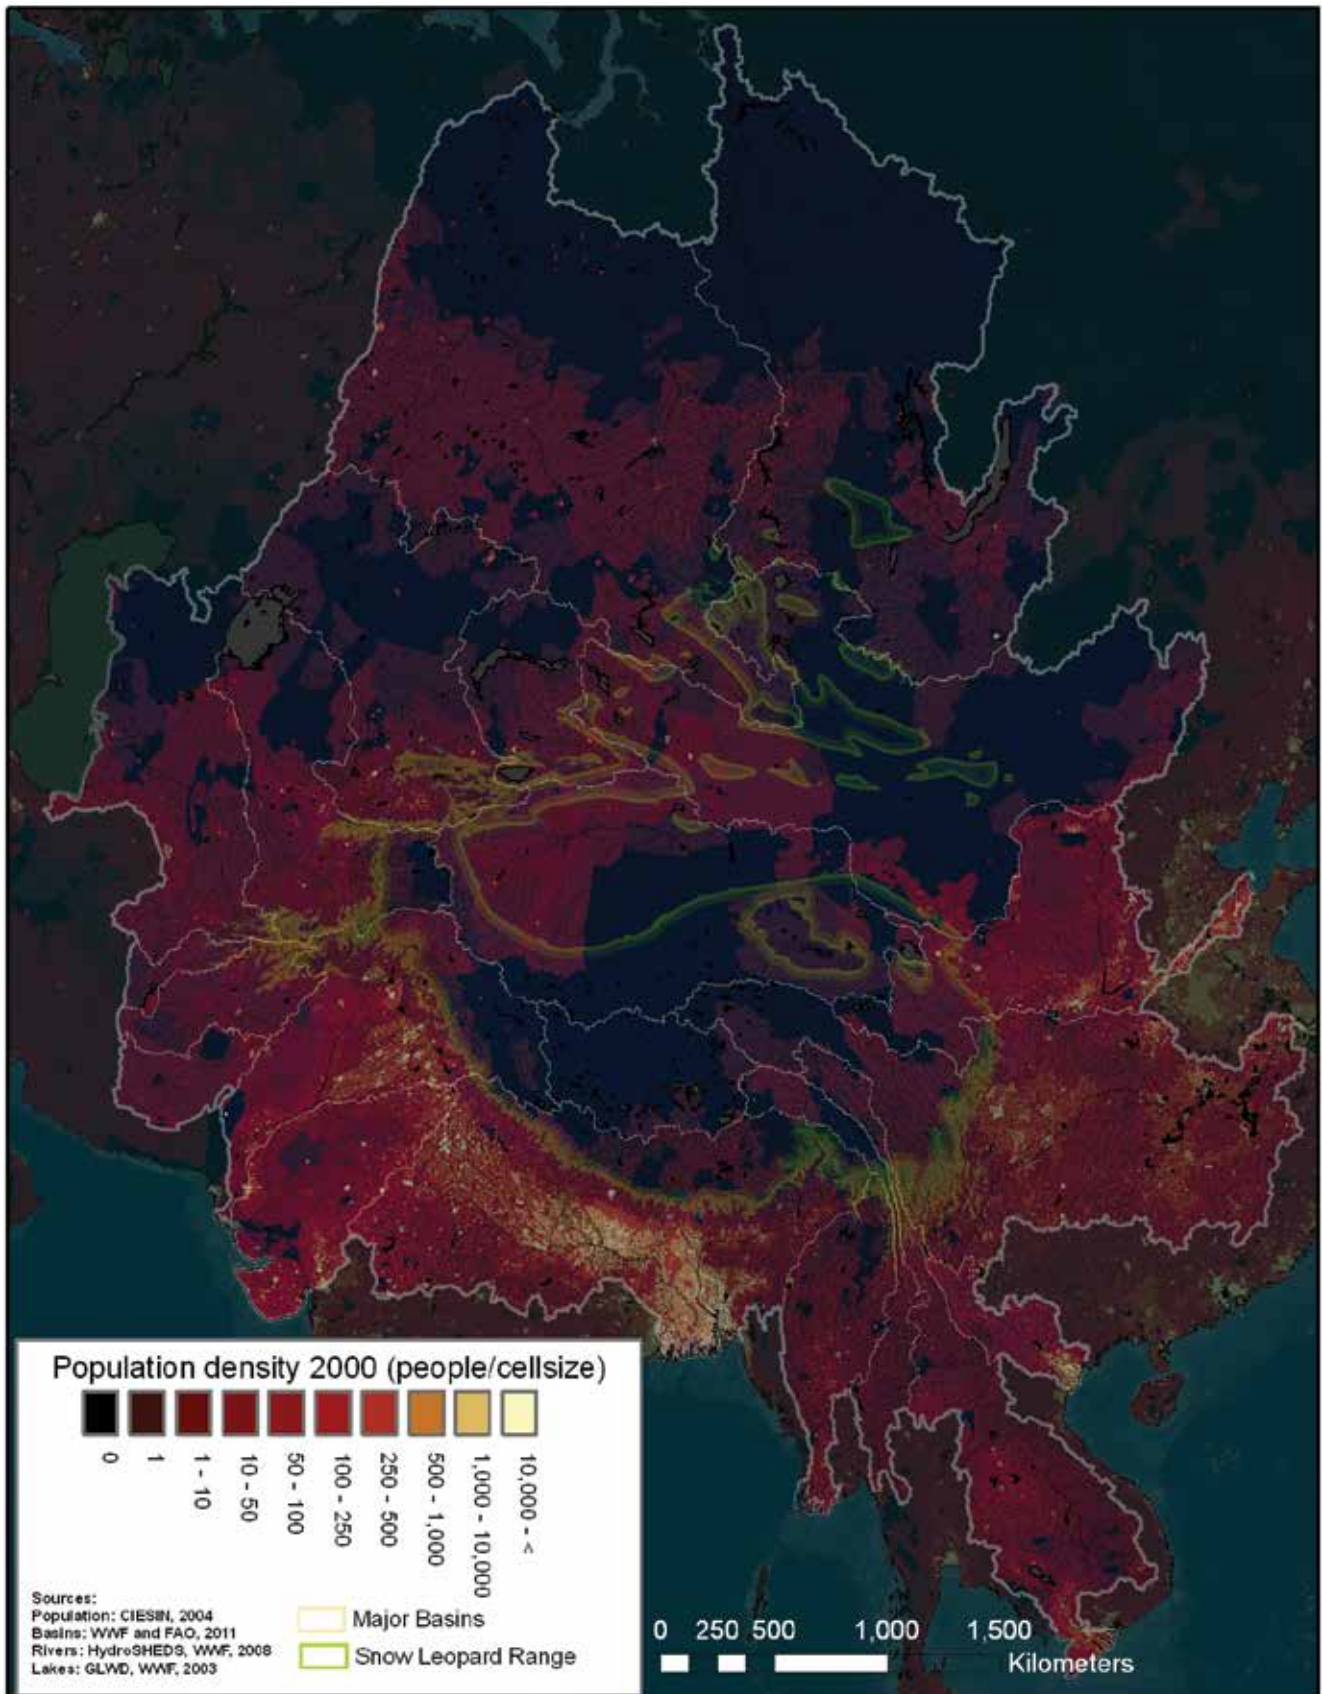 Population density 2000 (people/cellsize)
0
1
1 - 10
10 - 50
50 - 100
100 - 250
250 - 500
500 - 1,000
1,000 - 10,000
10,000 - ^
Sources:
Population: CIESIN, 2004
Basins: WWF and FAO, 2011
Rivers: HydroSHEDS, WWF, 2008
Lakes: GLWD, WWF, 2003
Major Basins
Snow Leopard Range
0 250 500 1,000 1,500
Kilometers